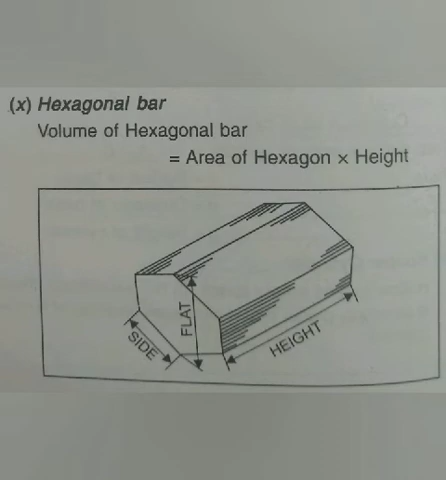 (x) Hexagonal bar
Volume of Hexagonal bar
= Area of Hexagon × Height
SIDE
FLAT
HEIGHT